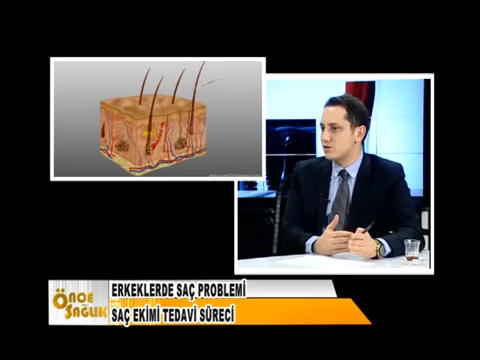 ERKEKLERDE SAÇ PROBLEMİ
ÖNCE
SAĞLIK
SAÇ EKİMİ TEDAVİ SÜRECİ